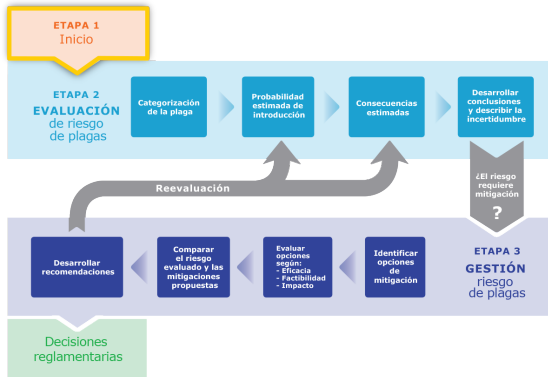 ETAPA 1
Inicio
ETAPA 2
EVALUACIÓN
de riesgo
de plagas
Categorización
de la plaga
Probabilidad
estimada de
introducción
Consecuencias
estimadas
Desarrollar
conclusiones
y describir la
incertidumbre
¿El riesgo
requiere
mitigación
?
Reevaluación
ETAPA 3
GESTIÓN
riesgo
de plagas
Identificar
opciones
de
mitigación
Evaluar
opciones
según:
- Eficacia
- Factibilidad
- Impacto
Comparar
el riesgo
evaluado y las
mitigaciones
propuestas
Desarrollar
recomendaciones
Decisiones
reglamentarias